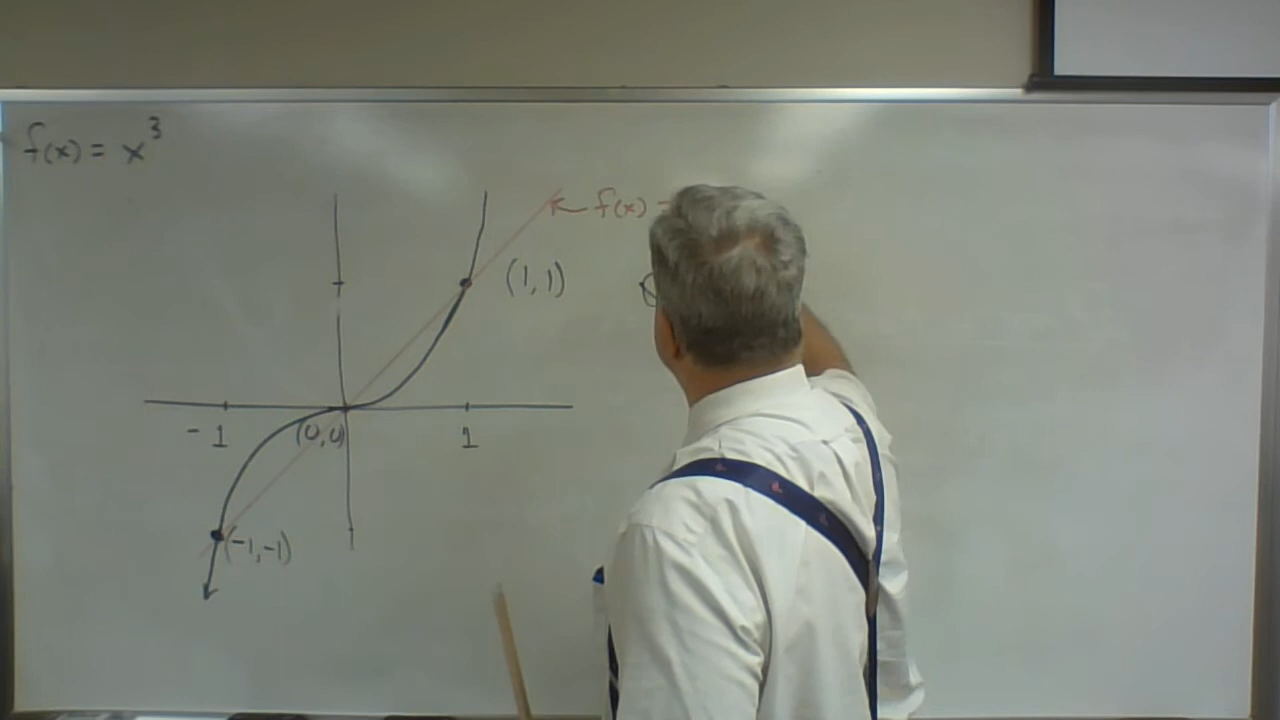 f(x) = x³
f(x) =
(1,1)
-1
(0,0)
1
(-1,-1)